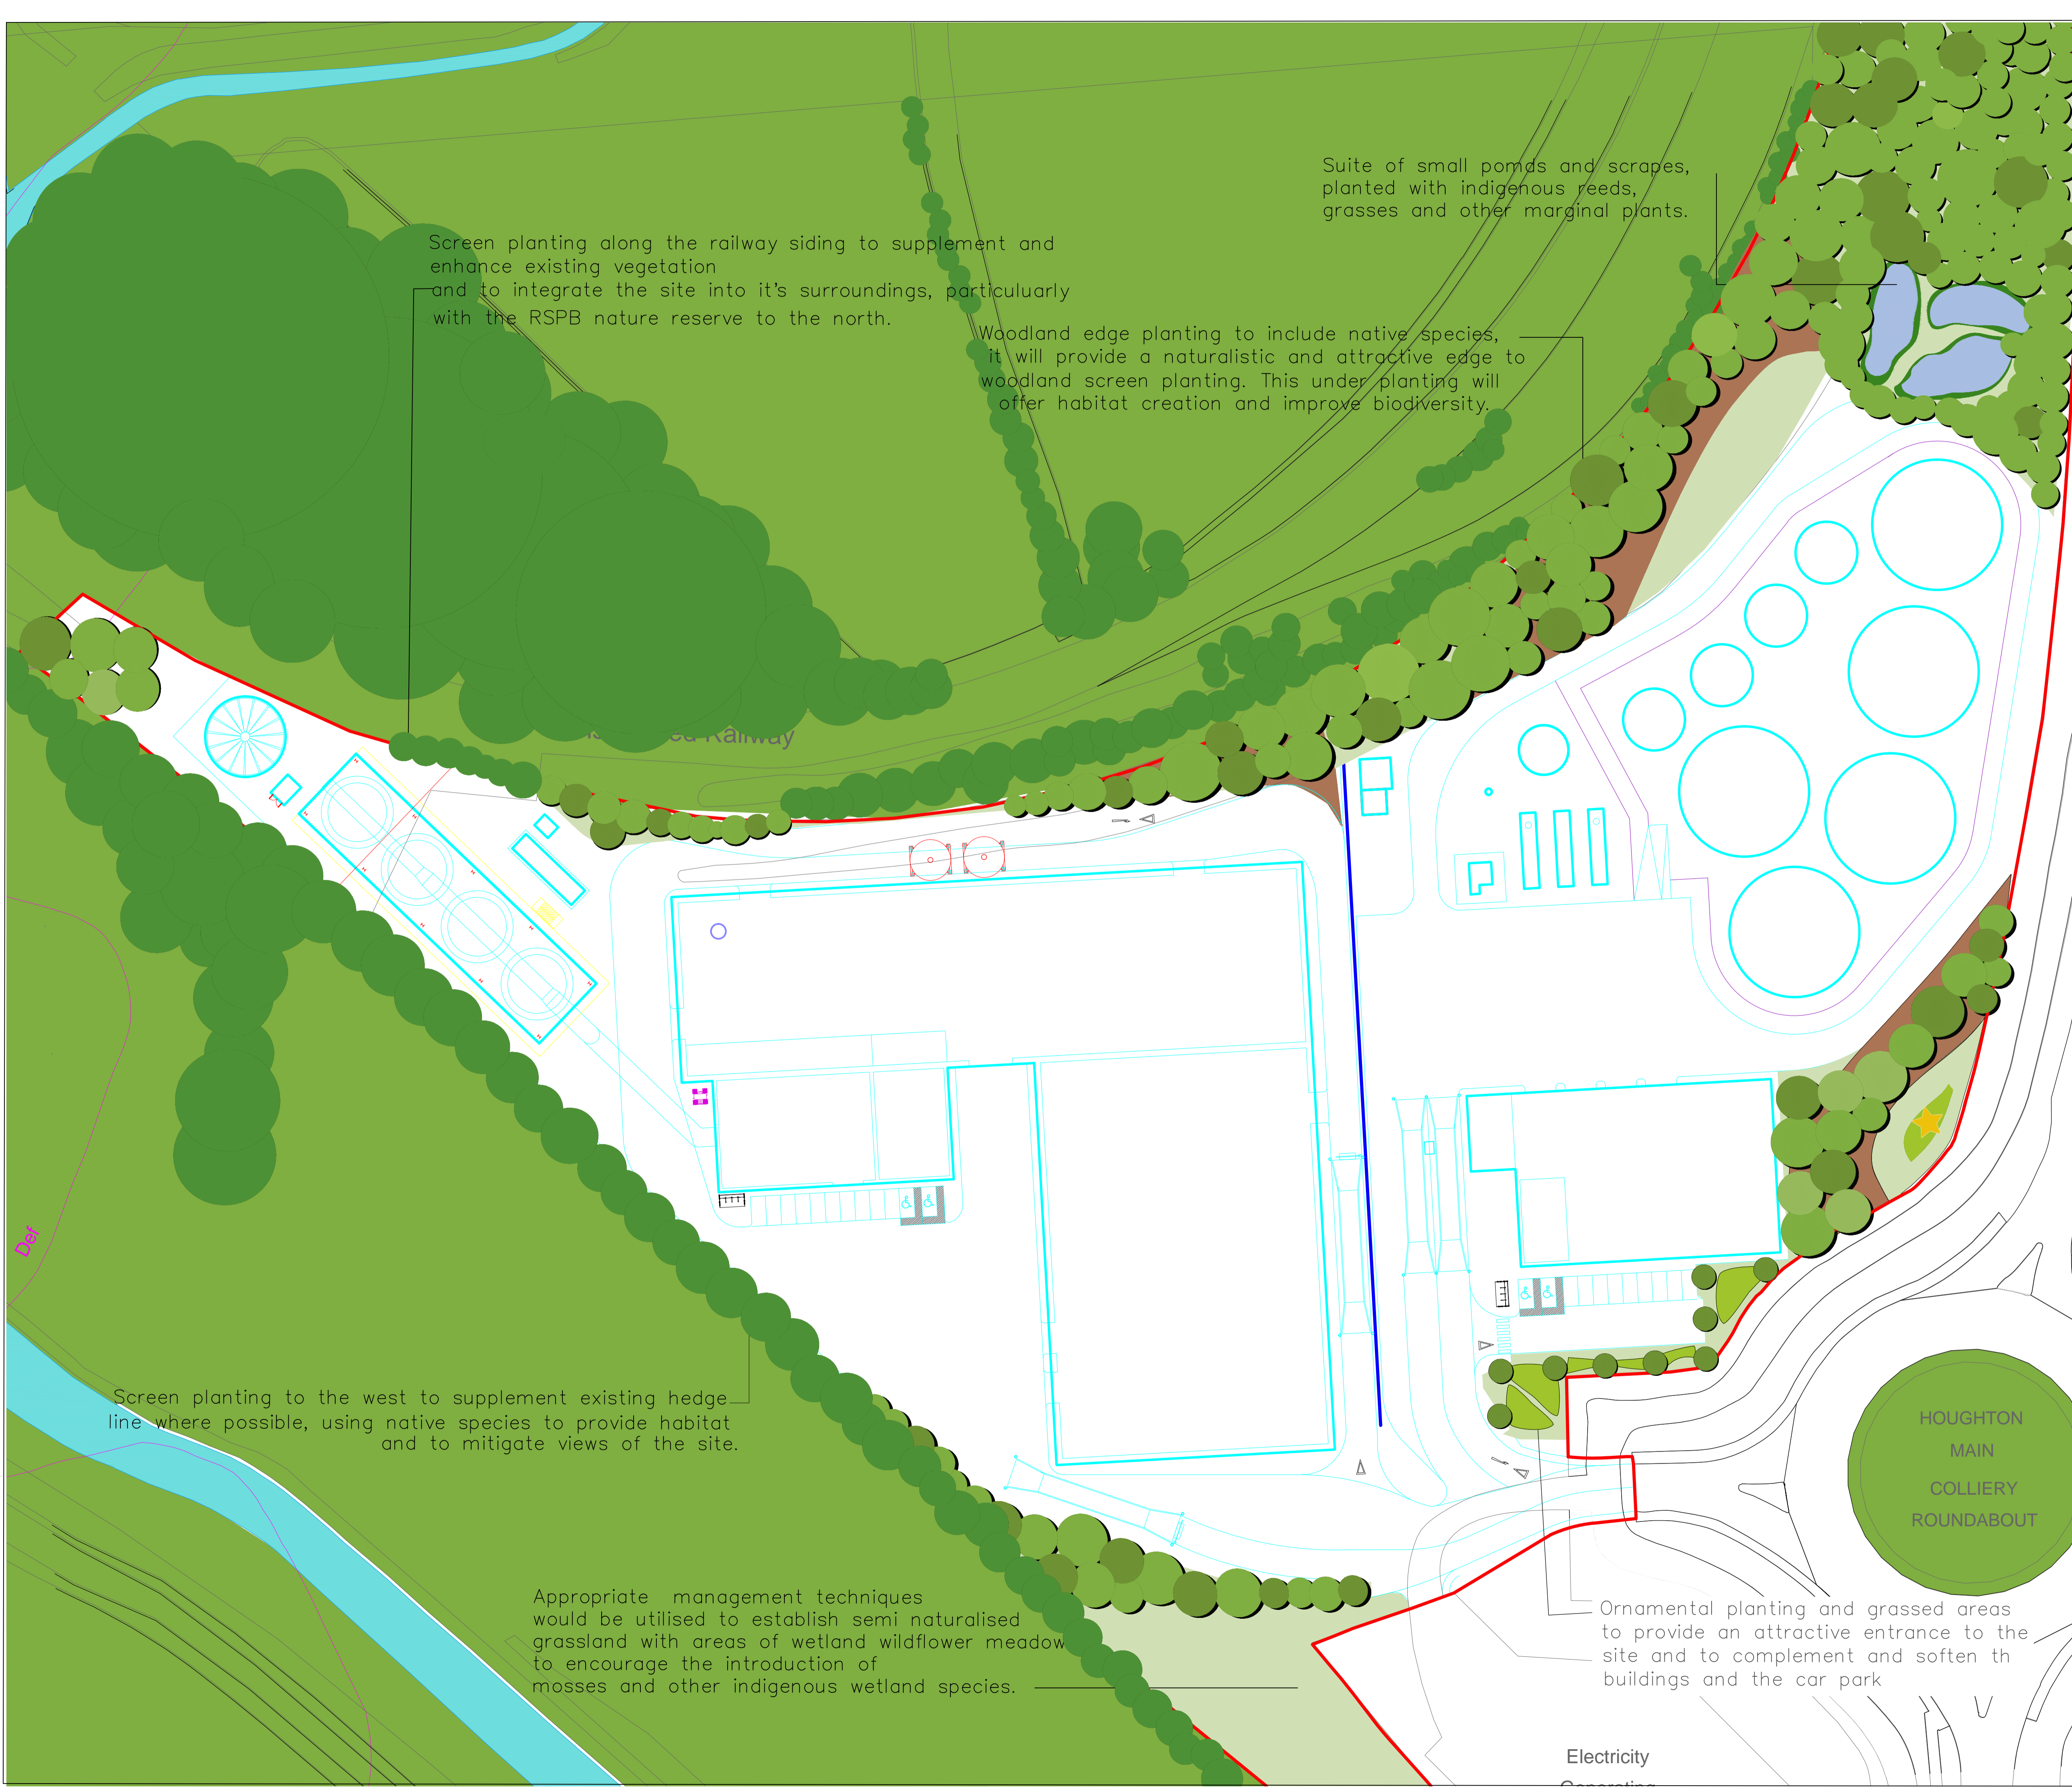 Suite of small pomds and scrapes,
planted with indigenous reeds,
grasses and other marginal plants.
Screen planting along the railway siding to supplement and
enhance existing vegetation
and to integrate the site into it's surroundings, particuluarly
with the RSPB nature reserve to the north.
Woodland edge planting to include native species,
it will provide a naturalistic and attractive edge to
woodland screen planting. This under planting will
offer habitat creation and improve biodiversity.
Railway
Def
Screen planting to the west to supplement existing hedge
line where possible, using native species to provide habitat
and to mitigate views of the site.
HOUGHTON
MAIN
COLLIERY
ROUNDABOUT
Appropriate management techniques
would be utilised to establish semi naturalised
grassland with areas of wetland wildflower meadow
to encourage the introduction of
mosses and other indigenous wetland species.
Ornamental planting and grassed areas
to provide an attractive entrance to the
site and to complement and soften th
buildings and the car park
Electricity